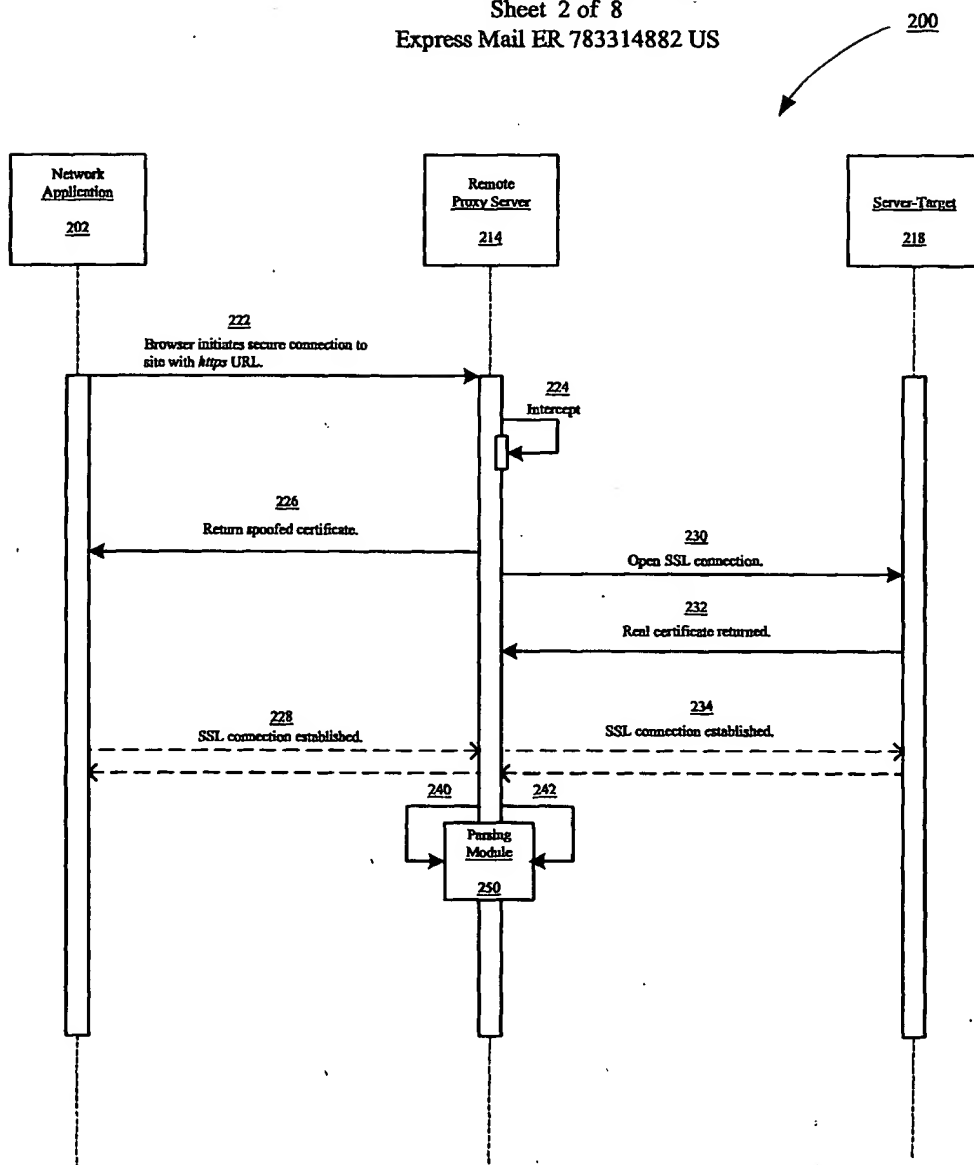 Sheet 2 of 8
Express Mail ER 783314882 US
200
Network
Application
202
Remote
Proxy Server
214
Server-Target
218
222
Browser initiates secure connection to
site with https URL.
224
Intercept
226
Return spoofed certificate.
230
Open SSL connection.
232
Real certificate returned.
228
SSL connection established.
234
SSL connection established.
240
242
Parsing
Module
250